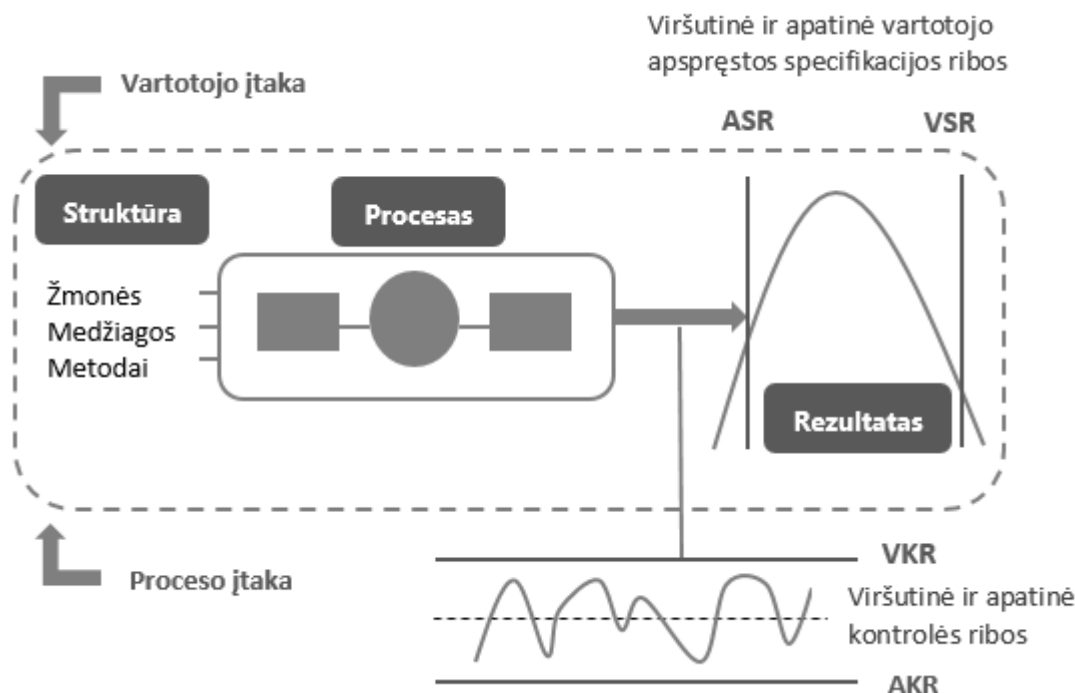 Viršutinė ir apatinė vartotojo
apspręstos specifikacijos ribos
Vartotojo įtaka
ASR
VSR
Struktūra
Procesas
Žmonės
Medžiagos
Metodai
Rezultatas
Proceso įtaka
VKR
Viršutinė ir apatinė
kontrolės ribos
AKR